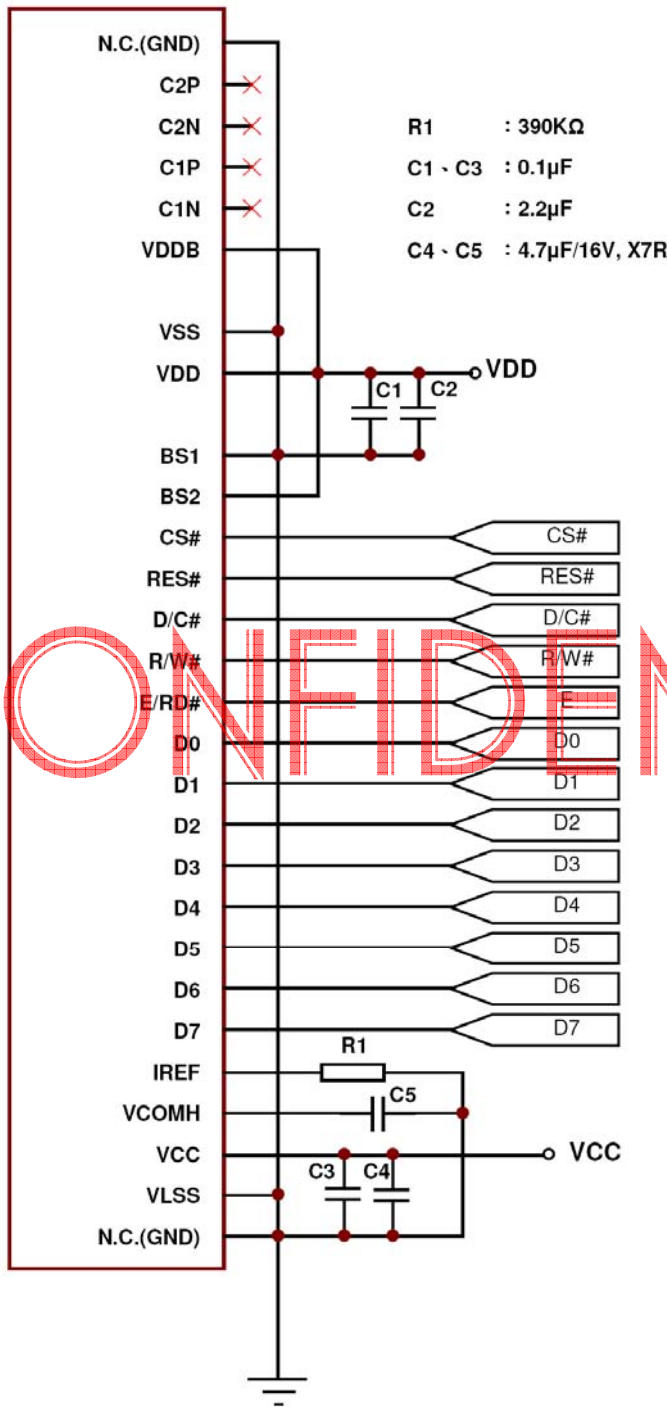 N.C.(GND)
C2P
C2N
C1P
C1N
VDDB
VSS
VDD
BS1
BS2
CS#
RES#
D/C#
R/W#
E/RD#
D0
D1
D2
D3
D4
D5
D6
D7
IREF
VCOMH
VCC
VLSS
N.C.(GND)
R1 : 390KΩ
C1、C3 : 0.1µF
C2 : 2.2µF
C4、C5 : 4.7µF/16V, X7R
VDD
C1 C2
CS#
RES#
D/C#
R/W#
E
D0
D1
D2
D3
D4
D5
D6
D7
R1
C5
VCC
C3 C4
ONFIDEN